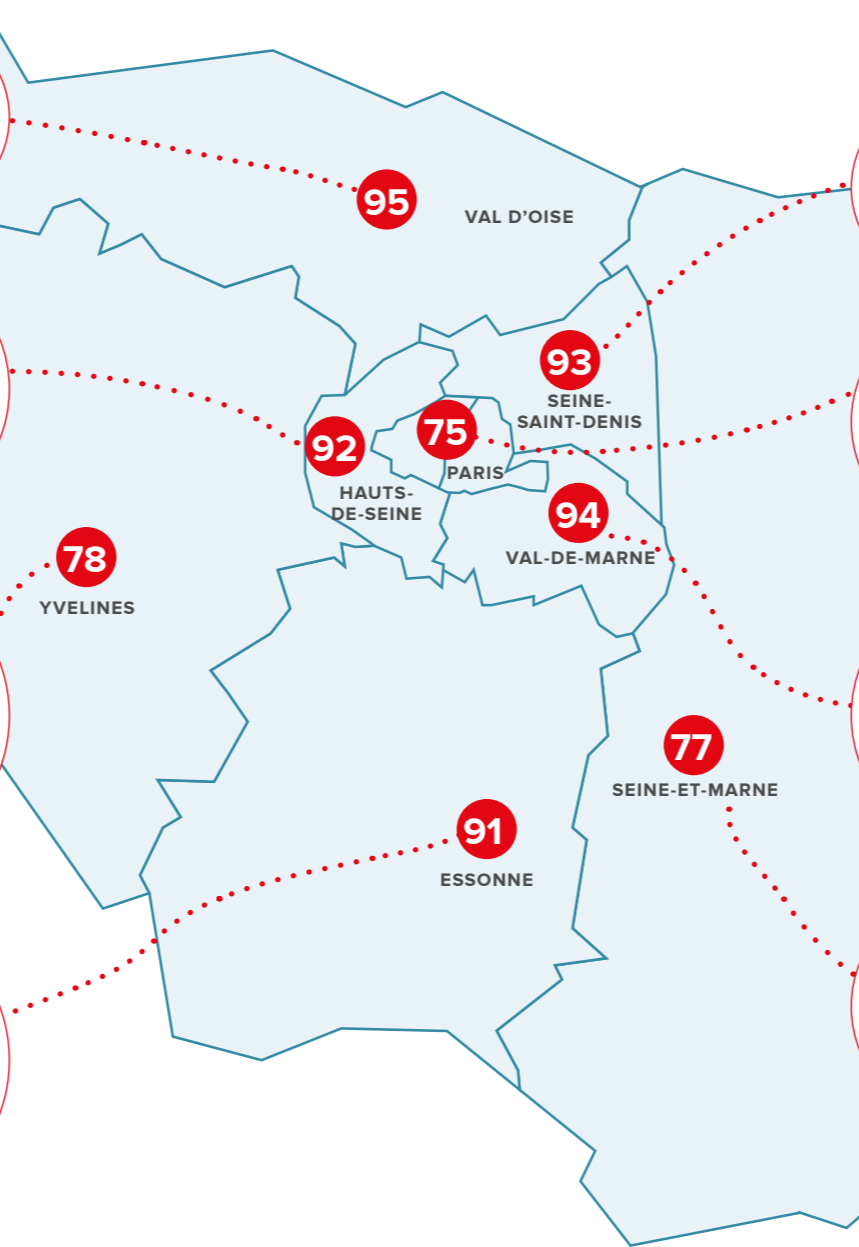 95
VAL D’OISE
93
SEINE-
SAINT-DENIS
92
HAUTS-
DE-SEINE
75
PARIS
94
VAL-DE-MARNE
78
YVELINES
77
SEINE-ET-MARNE
91
ESSONNE